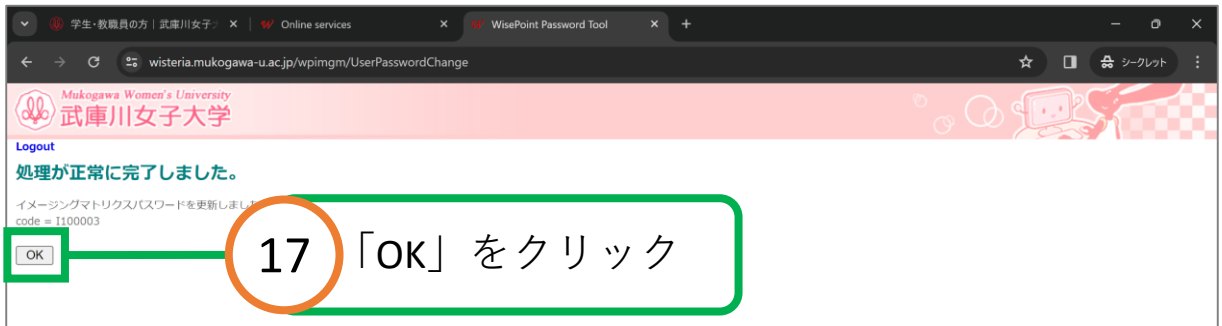 学生・教職員の方｜武庫川女子
Online services
WisePoint Password Tool
wisteria.mukogawa-u.ac.jp/wpimgm/UserPasswordChange
シークレット
Mukogawa Women's University
武庫川女子大学
Logout
処理が正常に完了しました。
イメージングマトリクスパスワードを更新しまし
code = I100003
OK
17 「OK」をクリック